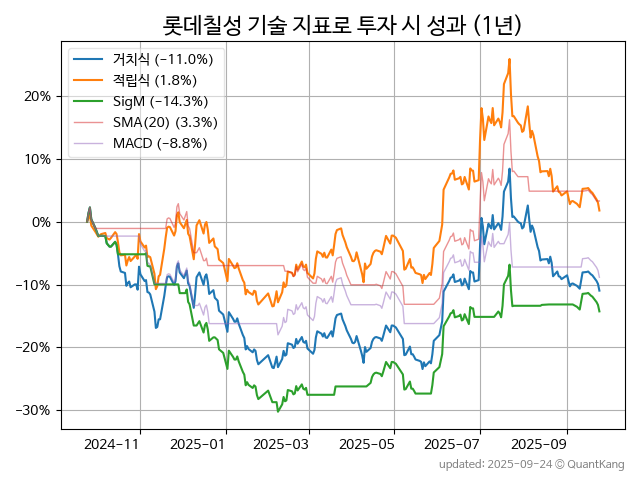 롯데칠성 기술 지표로 투자 시 성과 (1년)
거치식 (−11.0%)
적립식 (1.8%)
SigM (−14.3%)
SMA(20) (3.3%)
MACD (−8.8%)
20%
10%
0%
−10%
−20%
−30%
2024-11 2025-01 2025-03 2025-05 2025-07 2025-09
updated: 2025-09-24 © QuantKang